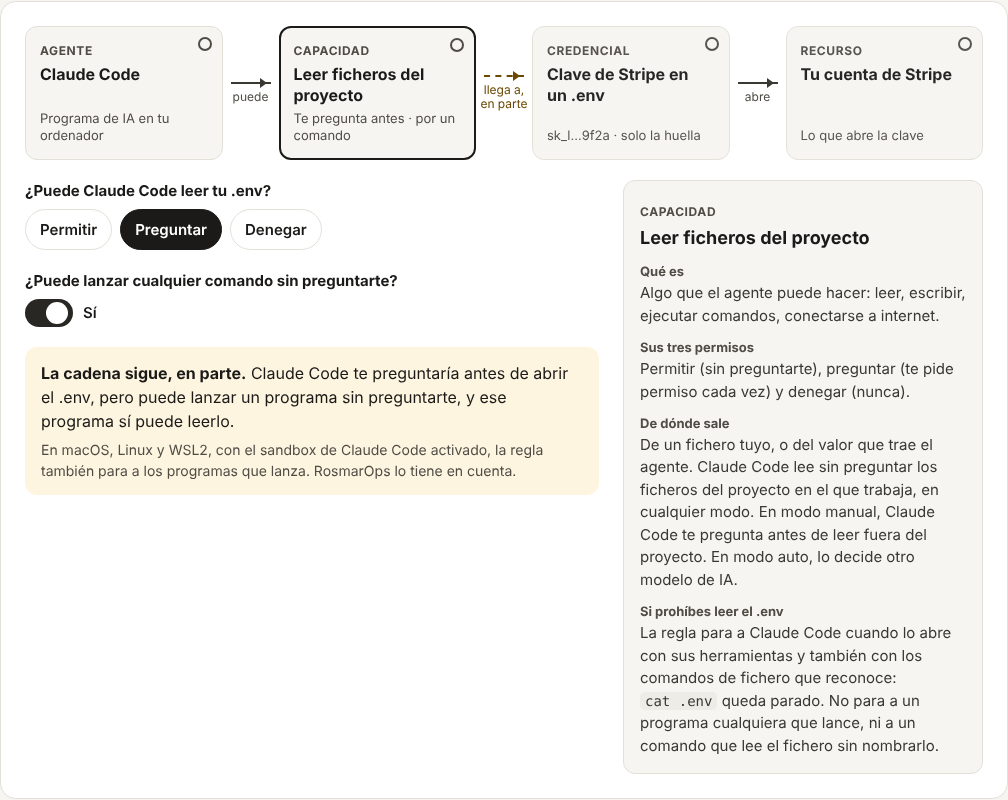 AGENTE
Claude Code
Programa de IA en tu
ordenador
puede
CAPACIDAD
Leer ficheros del
proyecto
Te pregunta antes · por un
comando
llega a,
en parte
CREDENCIAL
Clave de Stripe en
un .env
sk_l...9f2a · solo la huella
abre
RECURSO
Tu cuenta de Stripe
Lo que abre la clave
¿Puede Claude Code leer tu .env?
Permitir
Preguntar
Denegar
¿Puede lanzar cualquier comando sin preguntarte?
Sí
La cadena sigue, en parte. Claude Code te preguntaría antes de abrir
el .env, pero puede lanzar un programa sin preguntarte, y ese
programa sí puede leerlo.
En macOS, Linux y WSL2, con el sandbox de Claude Code activado, la regla
también para a los programas que lanza. RosmarOps lo tiene en cuenta.
CAPACIDAD
Leer ficheros del proyecto
Qué es
Algo que el agente puede hacer: leer, escribir,
ejecutar comandos, conectarse a internet.
Sus tres permisos
Permitir (sin preguntarte), preguntar (te pide
permiso cada vez) y denegar (nunca).
De dónde sale
De un fichero tuyo, o del valor que trae el
agente. Claude Code lee sin preguntar los
ficheros del proyecto en el que trabaja, en
cualquier modo. En modo manual, Claude
Code te pregunta antes de leer fuera del
proyecto. En modo auto, lo decide otro
modelo de IA.
Si prohíbes leer el .env
La regla para a Claude Code cuando lo abre
con sus herramientas y también con los
comandos de fichero que reconoce:
cat .env queda parado. No para a un
programa cualquiera que lance, ni a un
comando que lee el fichero sin nombrarlo.